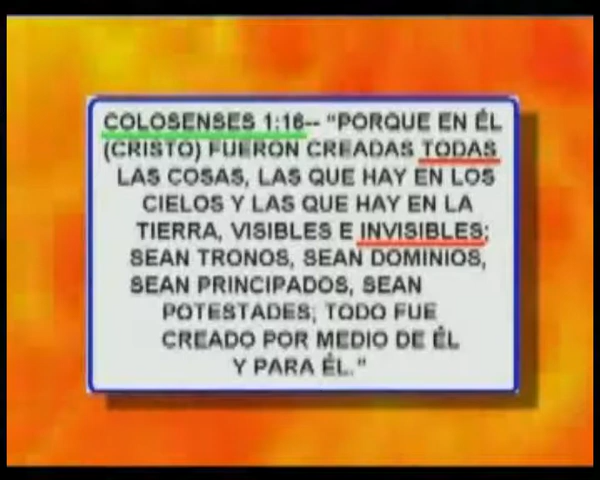 COLOSENSES 1:16-- “PORQUE EN ÉL
(CRISTO) FUERON CREADAS TODAS
LAS COSAS, LAS QUE HAY EN LOS
CIELOS Y LAS QUE HAY EN LA
TIERRA, VISIBLES E INVISIBLES;
SEAN TRONOS, SEAN DOMINIOS,
SEAN PRINCIPADOS, SEAN
POTESTADES; TODO FUE
CREADO POR MEDIO DE ÉL
Y PARA ÉL.”